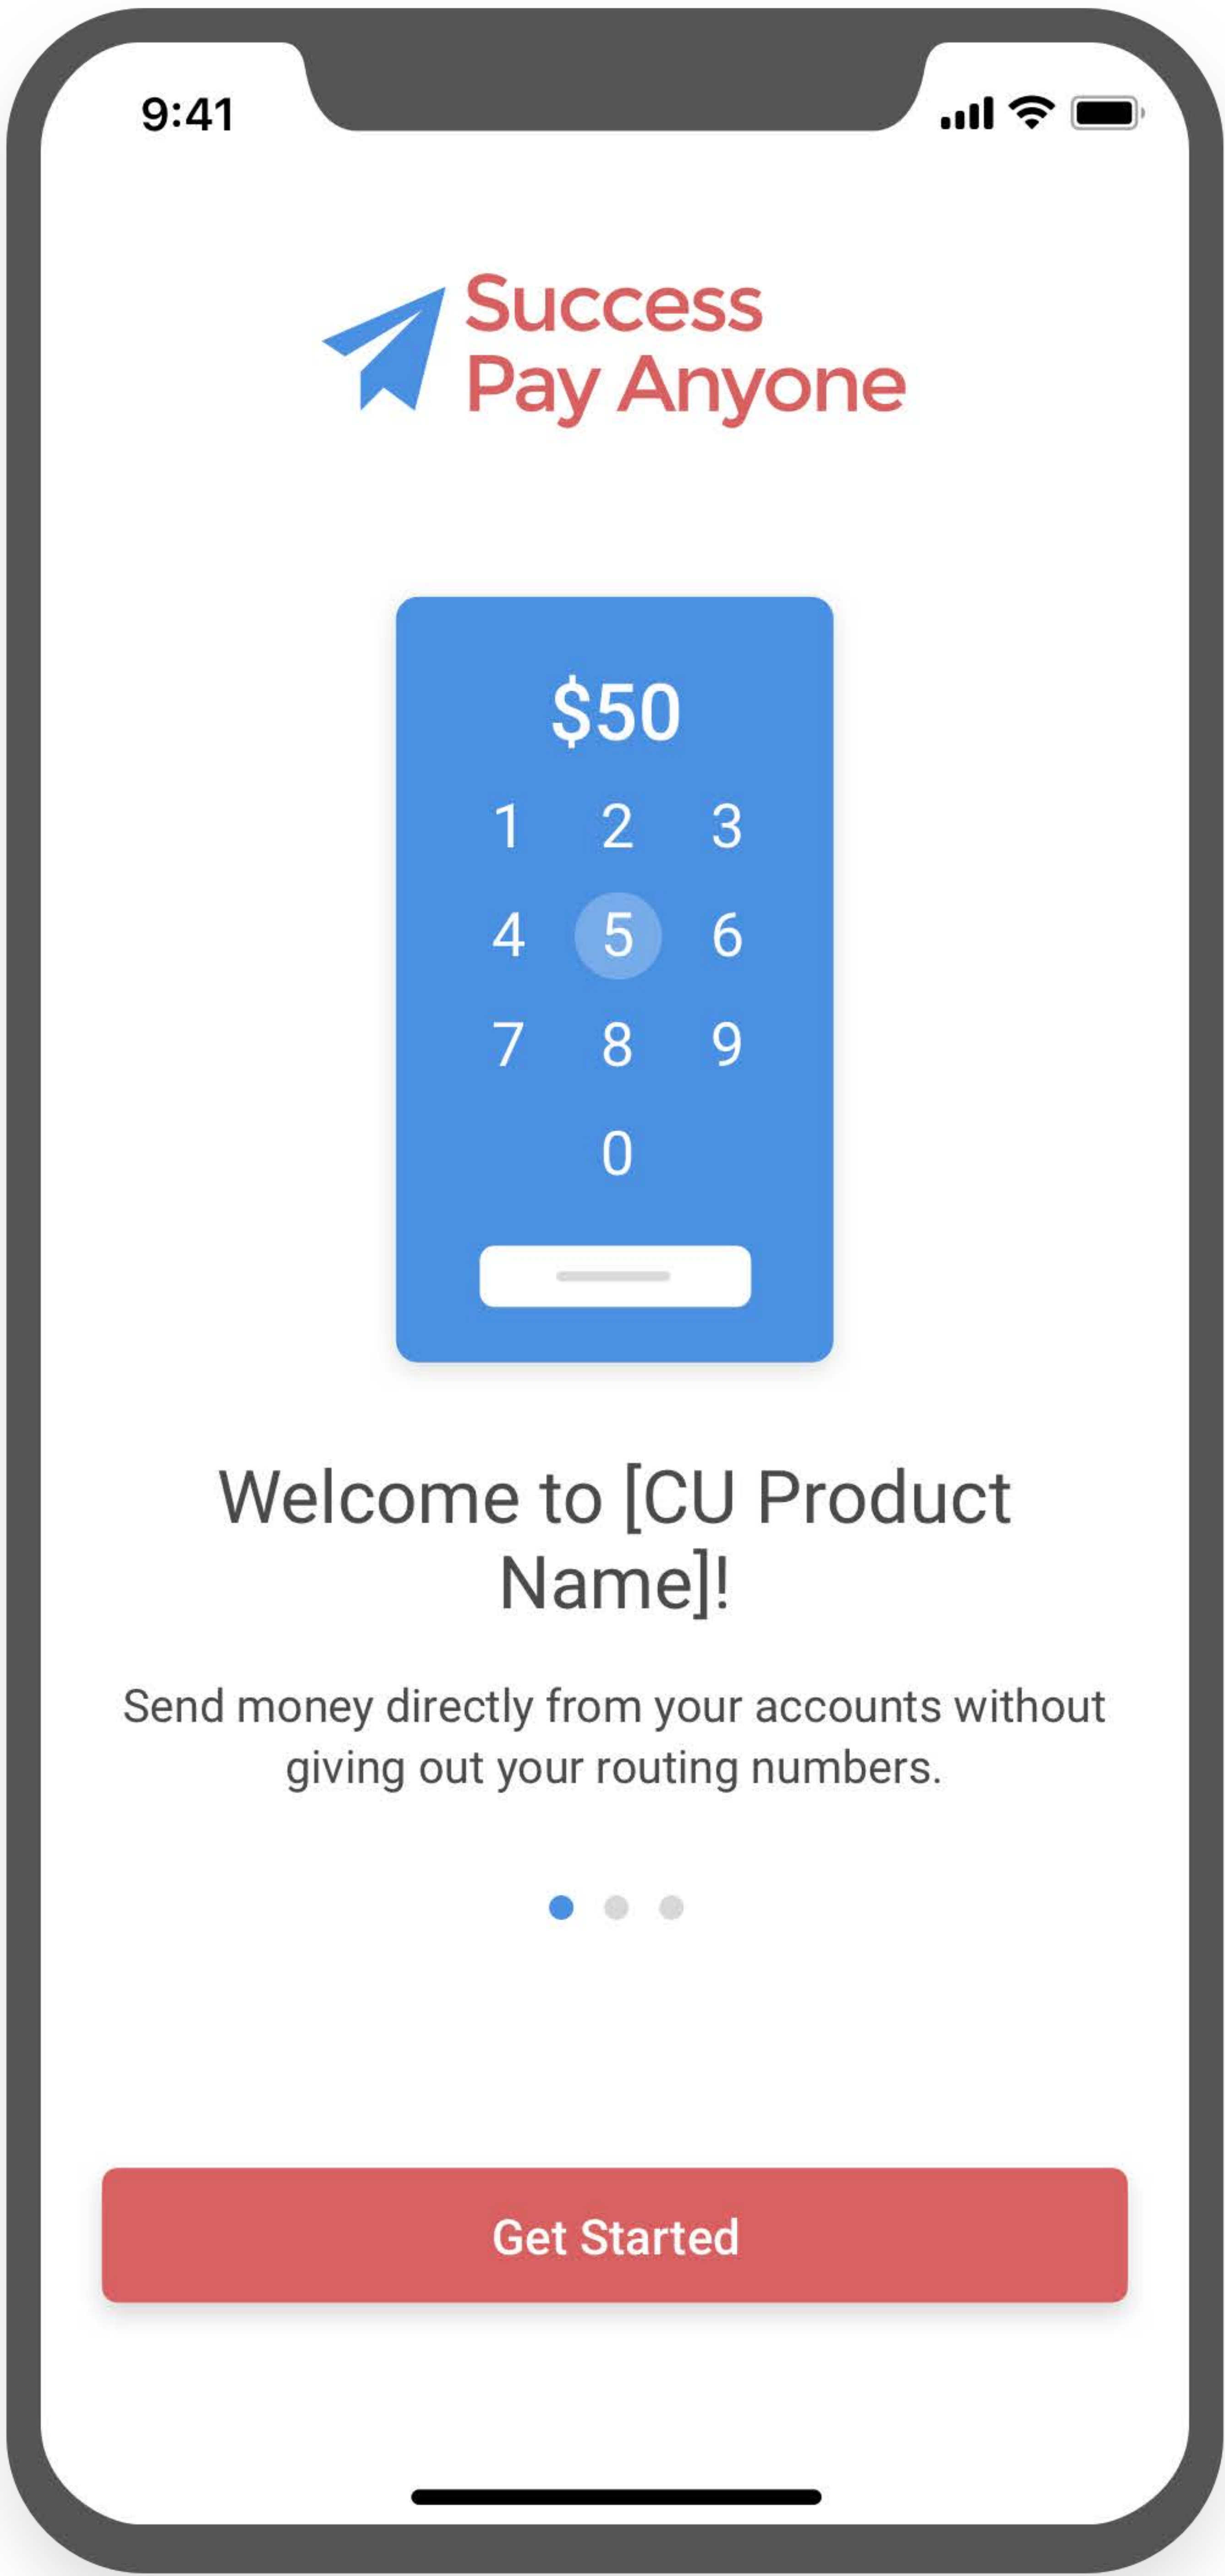 9:41
Success
Pay Anyone
$50
1 2 3
4 5 6
7 8 9
0
Welcome to [CU Product
Name]!
Send money directly from your accounts without
giving out your routing numbers.
Get Started